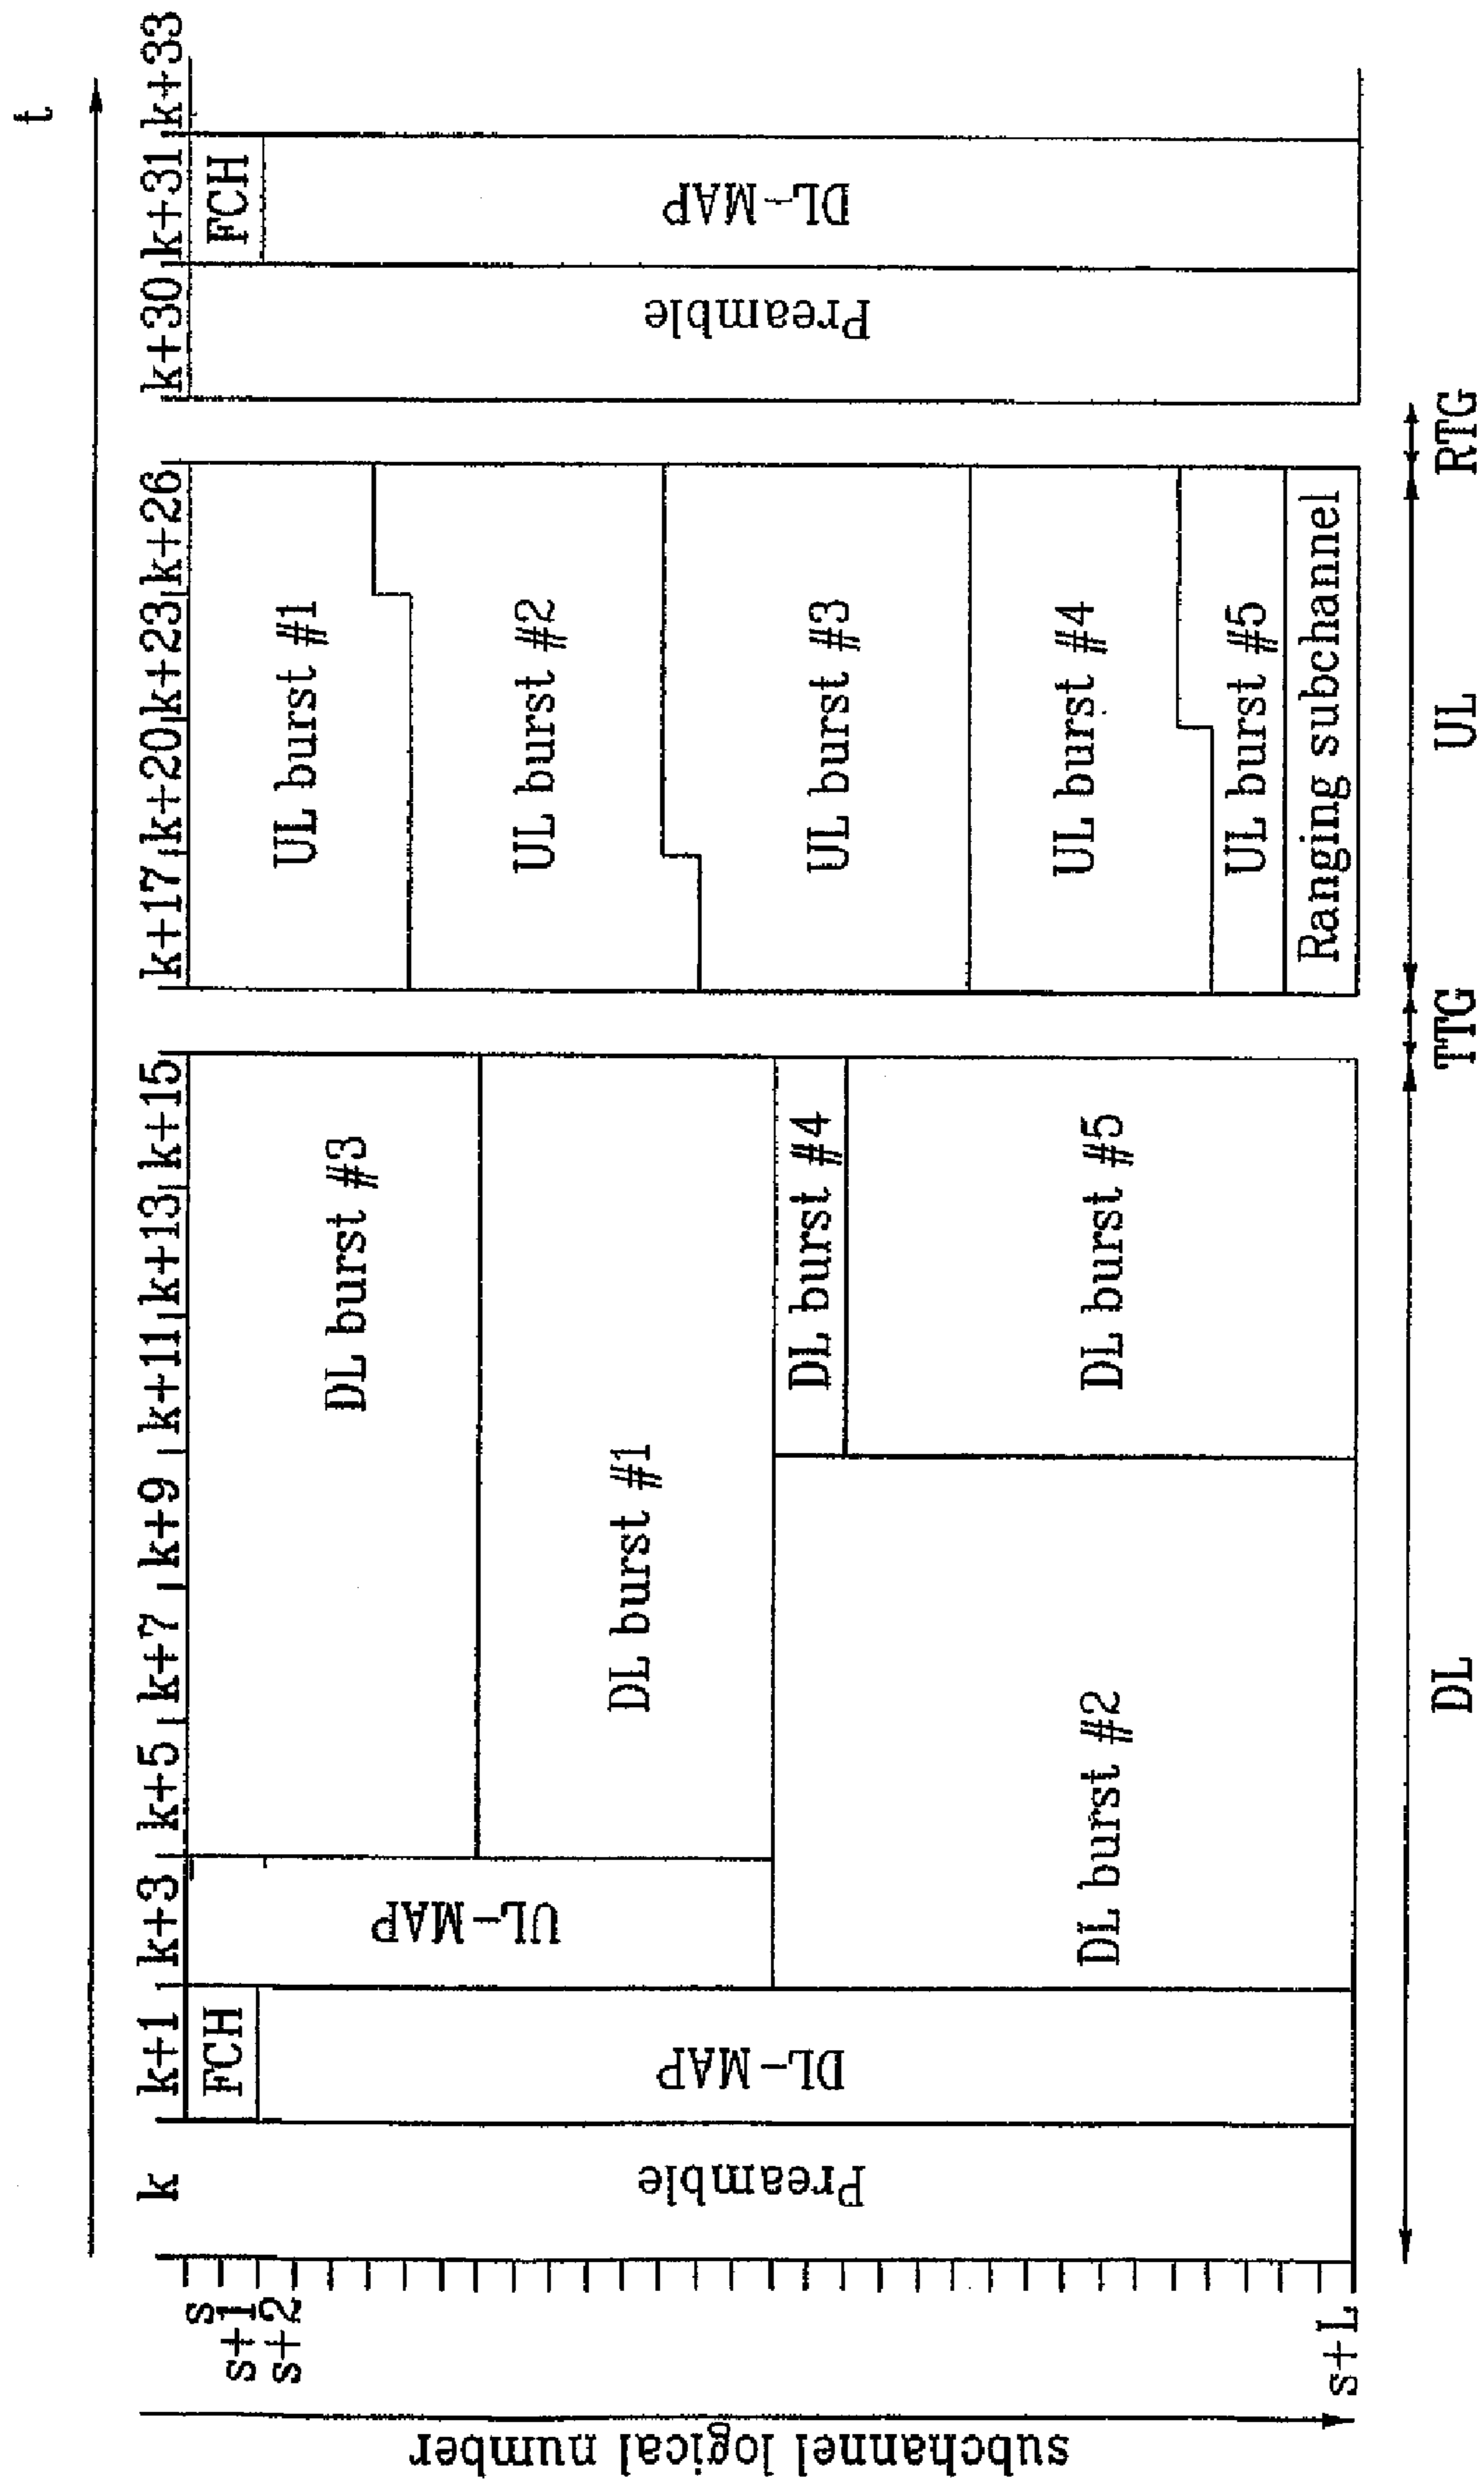 t
k
k+1
k+3
k+5
k+7
k+9
k+11
k+13
k+15
k+17
k+20
k+23
k+26
k+30
k+31
k+33
s
s+1
s+2
s+L
subchannel logical number
Preamble
FCH
DL-MAP
UL-MAP
DL burst #3
DL burst #1
DL burst #2
DL burst #4
DL burst #5
UL burst #1
UL burst #2
UL burst #3
UL burst #4
UL burst #5
Ranging subchannel
Preamble
FCH
DL-MAP
DL
TTG
UL
RTG